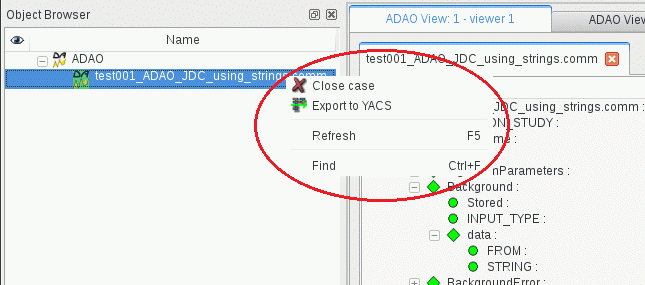 Object Browser
Name
ADAO
test001_ADAO_JDC_using_strings.comm
Close case
Export to YACS
Refresh F5
Find Ctrl+F
ADAO View: 1 - viewer 1
ADAO View
test001_ADAO_JDC_using_strings.comm
JDC_using_strings.comm :
ON_STUDY :
me :
Parameters :
Background :
Stored :
INPUT_TYPE :
data :
FROM :
STRING :
BackgroundError :